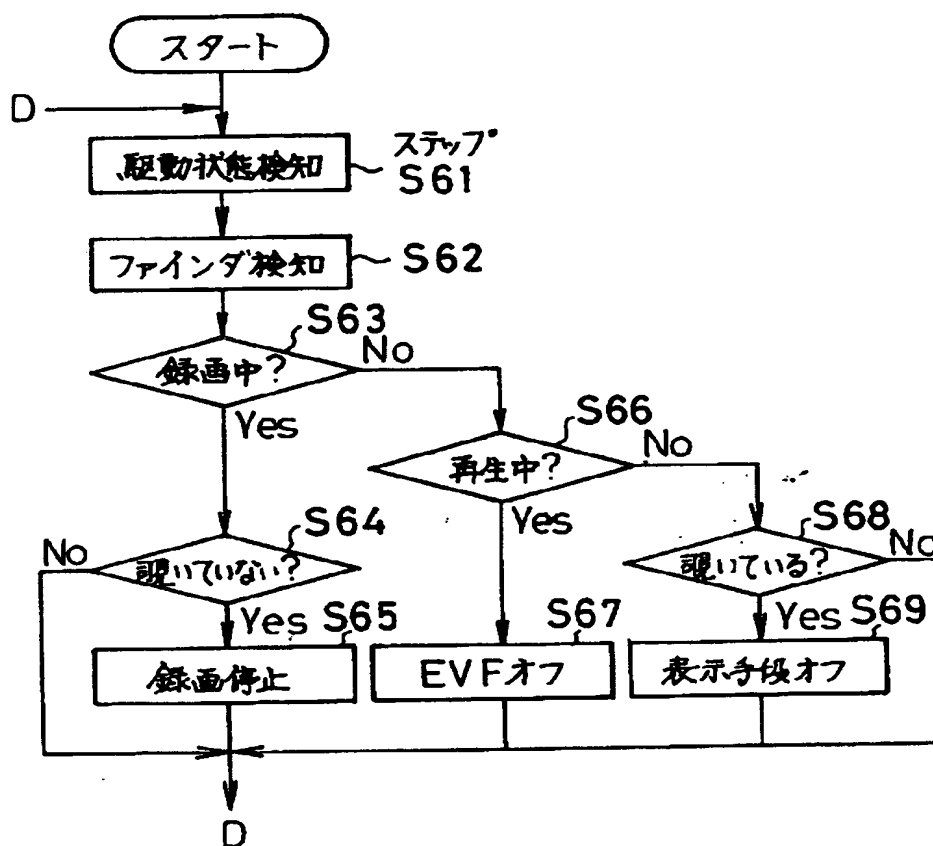 スタート
D
駆動状態検知
ステップ
S61
ファインダ検知
S62
S63
録画中?
No
Yes
S66
再生中?
No
Yes
S64
No
覗いていない?
Yes
S65
録画停止
S67
EVFオフ
S68
No
覗いている?
Yes
S69
表示手段オフ
D